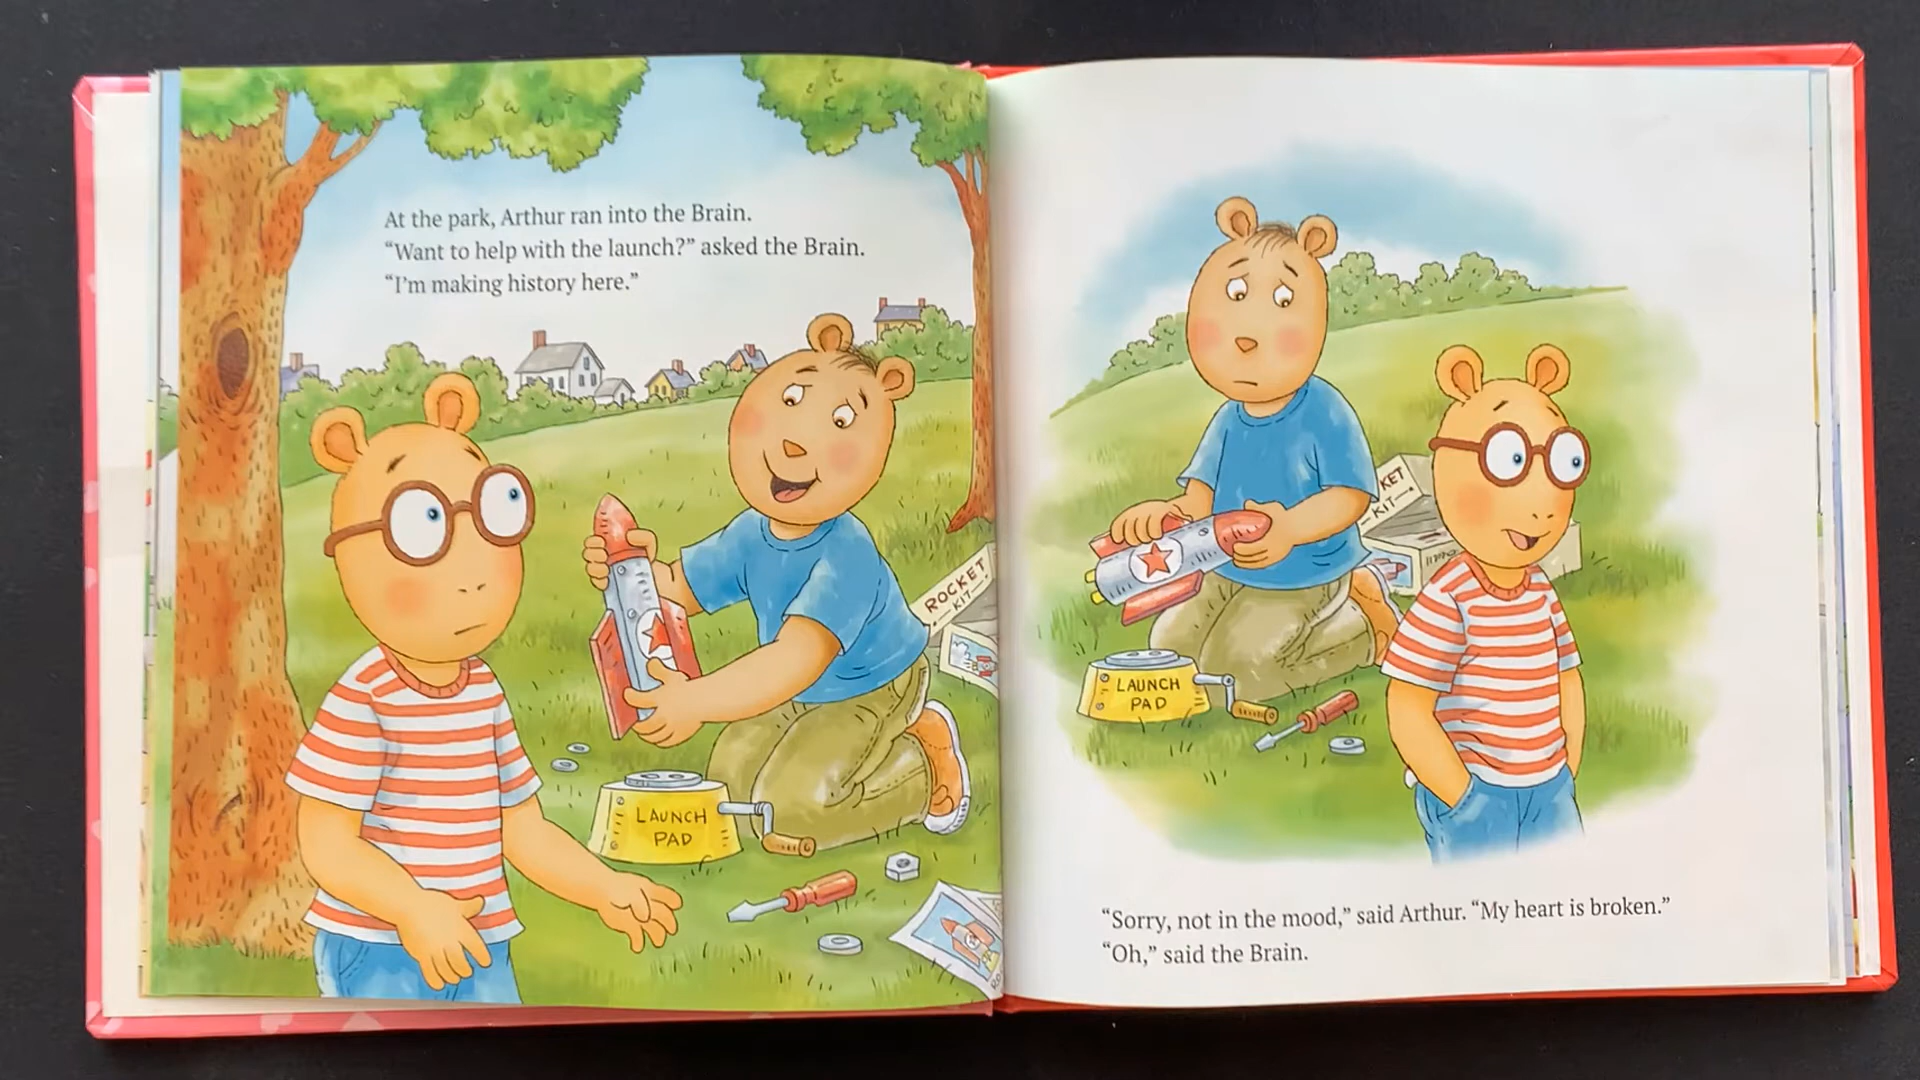 At the park, Arthur ran into the Brain.
“Want to help with the launch?” asked the Brain.
“I’m making history here.”
ROCKET
KIT
LAUNCH
PAD
KET
KIT
LAUNCH
PAD
“Sorry, not in the mood,” said Arthur. “My heart is broken.”
“Oh,” said the Brain.